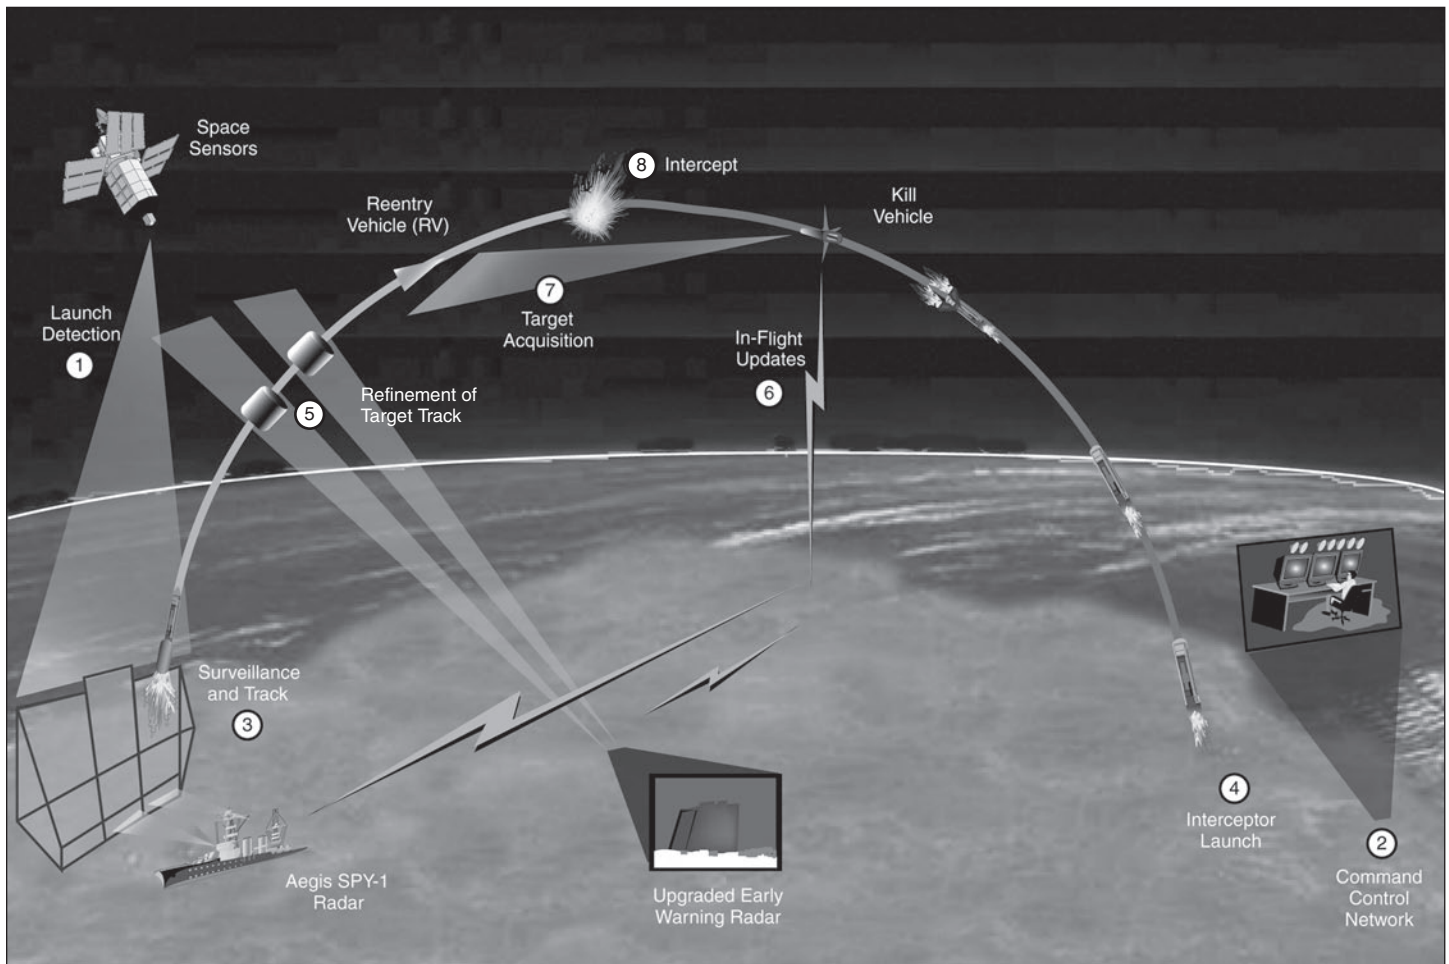 Space
Sensors
8 Intercept
Reentry
Vehicle (RV)
Kill
Vehicle
Launch
Detection
1
7
Target
Acquisition
In-Flight
Updates
6
5
Refinement of
Target Track
Surveillance
and Track
3
4
Interceptor
Launch
2
Command
Control
Network
Aegis SPY-1
Radar
Upgraded Early
Warning Radar